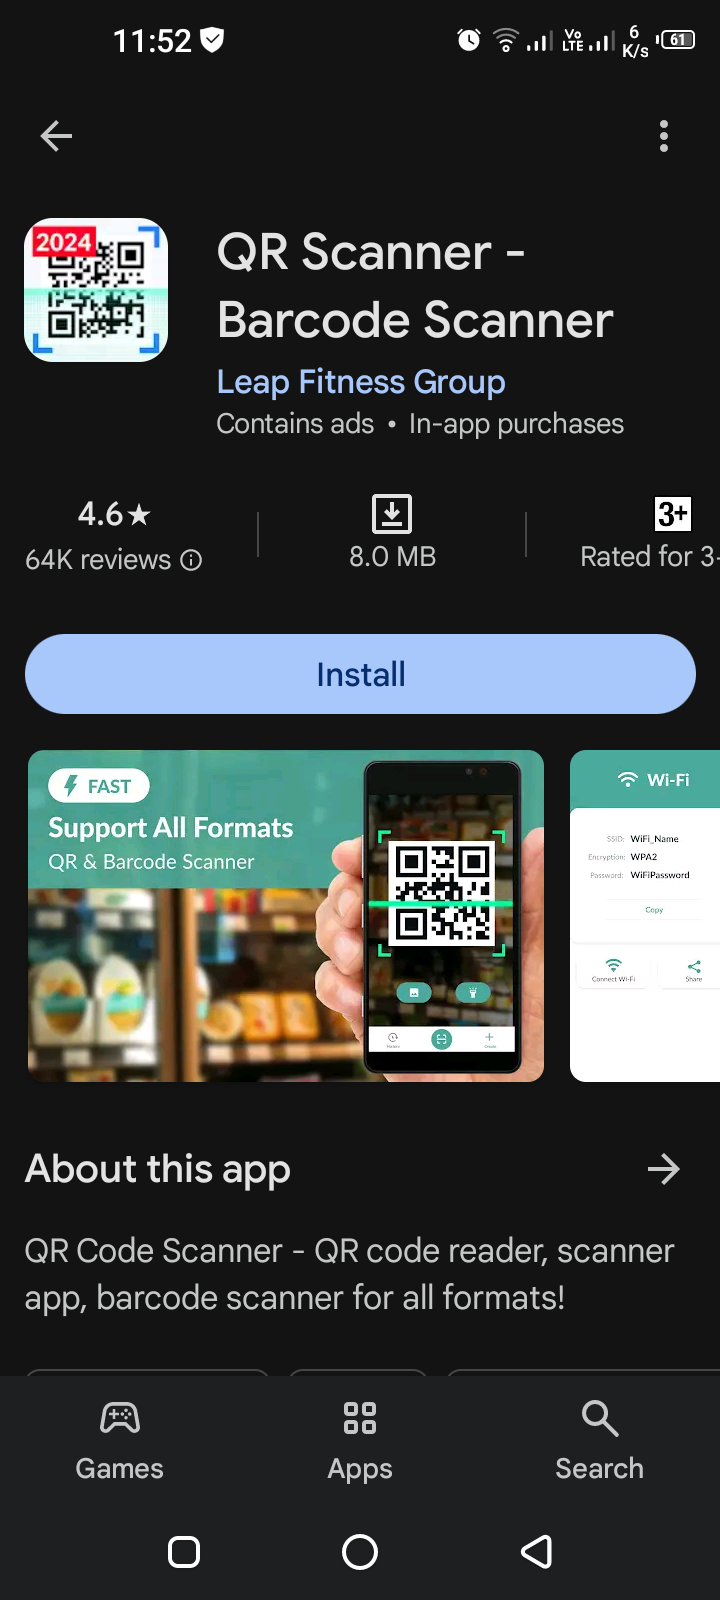 11:52
Vo
LTE
6
K/s
61
2024
QR Scanner -
Barcode Scanner
Leap Fitness Group
Contains ads • In-app purchases
4.6★
64K reviews
8.0 MB
3+
Rated for 3
Install
FAST
Support All Formats
QR & Barcode Scanner
History
Create
Wi-Fi
SSID: WiFi_Name
Encryption: WPA2
Password: WiFiPassword
Copy
Connect Wi-Fi
Share
About this app
QR Code Scanner - QR code reader, scanner
app, barcode scanner for all formats!
Games
Apps
Search